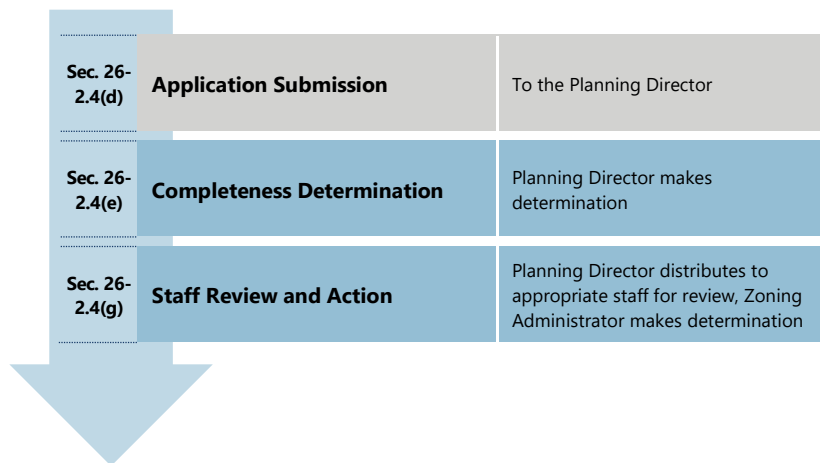 Sec. 26-
2.4(d)
Application Submission
To the Planning Director
Sec. 26-
2.4(e)
Completeness Determination
Planning Director makes
determination
Sec. 26-
2.4(g)
Staff Review and Action
Planning Director distributes to
appropriate staff for review, Zoning
Administrator makes determination